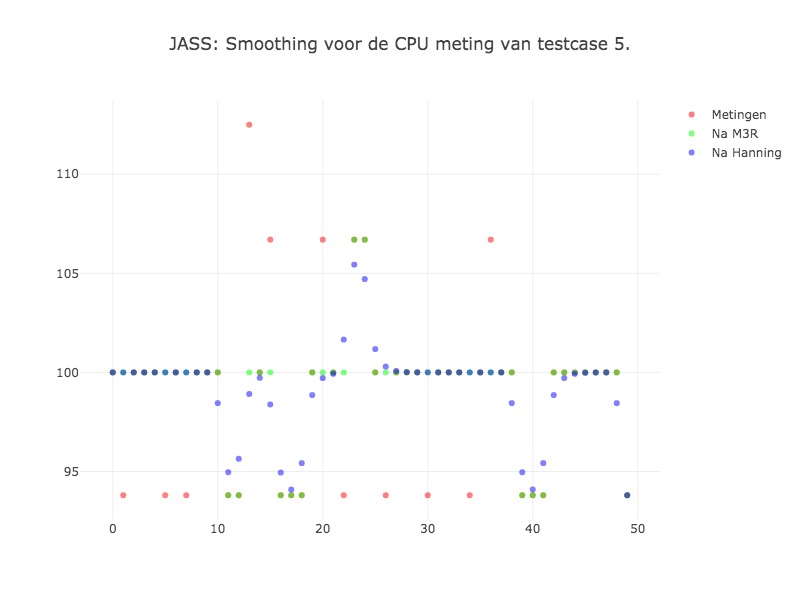 JASS: Smoothing voor de CPU meting van testcase 5.
Metingen
Na M3R
Na Hanning
110
105
100
95
0
10
20
30
40
50